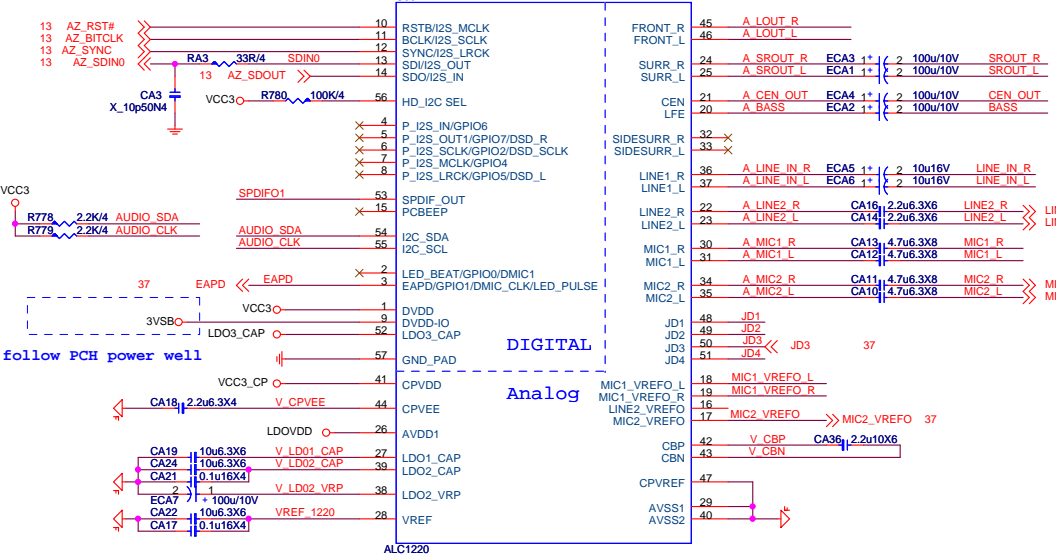 13 AZ_RST# 10 RSTB/I2S_MCLK
13 AZ_BITCLK 11 BCLK/I2S_SCLK
13 AZ_SYNC 12 SYNC/I2S_LRCK
13 AZ_SDIN0 RA3 33R/4 SDIN0 13 SDI/I2S_OUT
13 AZ_SDOUT 14 SDO/I2S_IN
CA3
X_10p50N4
VCC3 R780 100K/4 56 HD_I2C SEL
4 P_I2S_IN/GPIO6
5 P_I2S_OUT1/GPIO7/DSD_R
6 P_I2S_SCLK/GPIO2/DSD_SCLK
7 P_I2S_MCLK/GPIO4
8 P_I2S_LRCK/GPIO5/DSD_L
SPDIFO1 53 SPDIF_OUT
15 PCBEEP
VCC3
R778 2.2K/4 AUDIO_SDA
R779 2.2K/4 AUDIO_CLK
AUDIO_SDA 54 I2C_SDA
AUDIO_CLK 55 I2C_SCL
2 LED_BEAT/GPIO0/DMIC1
37 EAPD EAPD 3 EAPD/GPIO1/DMIC_CLK/LED_PULSE
VCC3 1 DVDD
3VSB 9 DVDD-IO
LDO3_CAP 52 LDO3_CAP
follow PCH power well
57 GND_PAD
VCC3_CP 41 CPVDD
CA18 2.2u6.3X4 V_CPVEE 44 CPVEE
LDOVDD 26 AVDD1
CA19 10u6.3X6 V_LD01_CAP 27 LDO1_CAP
CA24 10u6.3X6 V_LD02_CAP 39 LDO2_CAP
CA21 0.1u16X4
ECA7 2 1 + 100u/10V V_LD02_VRP 38 LDO2_VRP
CA22 10u6.3X6 VREF_1220 28 VREF
CA17 0.1u16X4
ALC1220
DIGITAL
Analog
FRONT_R 45 A_LOUT_R
FRONT_L 46 A_LOUT_L
SURR_R 24 A_SROUT_R ECA3 1 + 2 100u/10V SROUT_R
SURR_L 25 A_SROUT_L ECA1 1 + 2 100u/10V SROUT_L
CEN 21 A_CEN_OUT ECA4 1 + 2 100u/10V CEN_OUT
LFE 20 A_BASS ECA2 1 + 2 100u/10V BASS
SIDESURR_R 32
SIDESURR_L 33
LINE1_R 36 A_LINE_IN_R ECA5 1 + 2 10u16V LINE_IN_R
LINE1_L 37 A_LINE_IN_L ECA6 1 + 2 10u16V LINE_IN_L
LINE2_R 22 A_LINE2_R CA16 2.2u6.3X6 LINE2_R
LINE2_L 23 A_LINE2_L CA14 2.2u6.3X6 LINE2_L
MIC1_R 30 A_MIC1_R CA13 4.7u6.3X8 MIC1_R
MIC1_L 31 A_MIC1_L CA12 4.7u6.3X8 MIC1_L
MIC2_R 34 A_MIC2_R CA11 4.7u6.3X8 MIC2_R
MIC2_L 35 A_MIC2_L CA10 4.7u6.3X8 MIC2_L
JD1 48 JD1
JD2 49 JD2
JD3 50 JD3 JD3 37
JD4 51 JD4
MIC1_VREFO_L 18 MIC1_VREFO_L
MIC1_VREFO_R 19 MIC1_VREFO_R
LINE2_VREFO 16
MIC2_VREFO 17 MIC2_VREFO MIC2_VREFO 37
CBP 42 V_CBP CA36 2.2u10X6
CBN 43 V_CBN
CPVREF 47
AVSS1 29
AVSS2 40